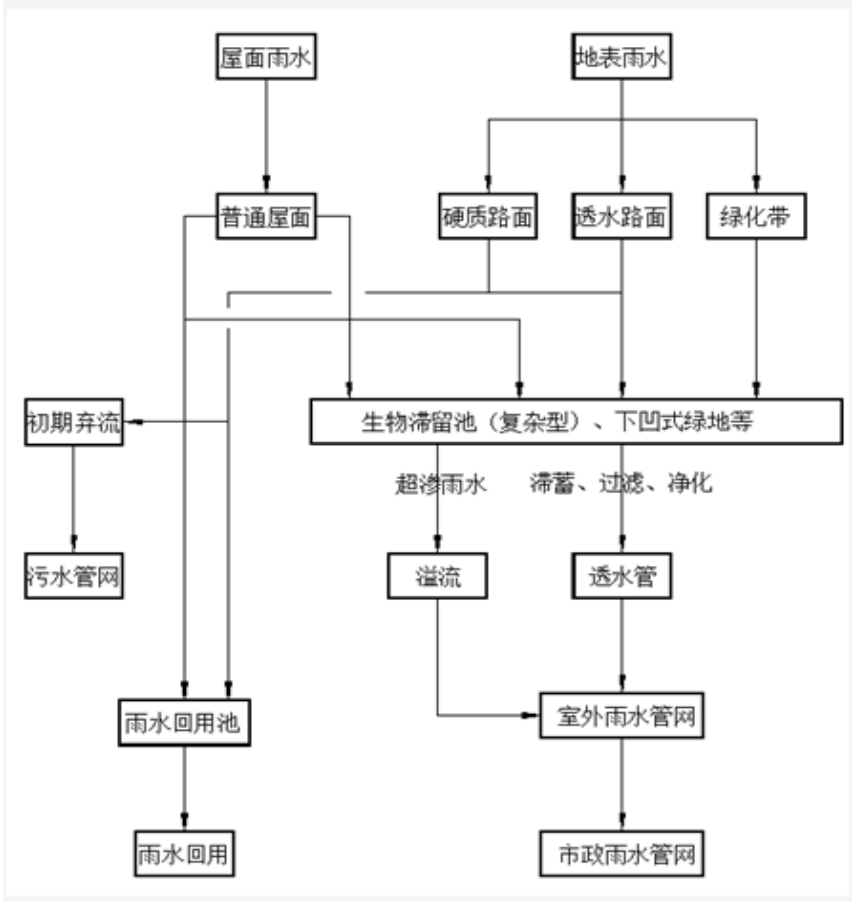 屋面雨水
地表雨水
普通屋面
硬质路面
透水路面
绿化带
初期弃流
生物滞留池（复杂型）、下凹式绿地等
超渗雨水
滞蓄、过滤、净化
污水管网
溢流
透水管
雨水回用池
室外雨水管网
雨水回用
市政雨水管网